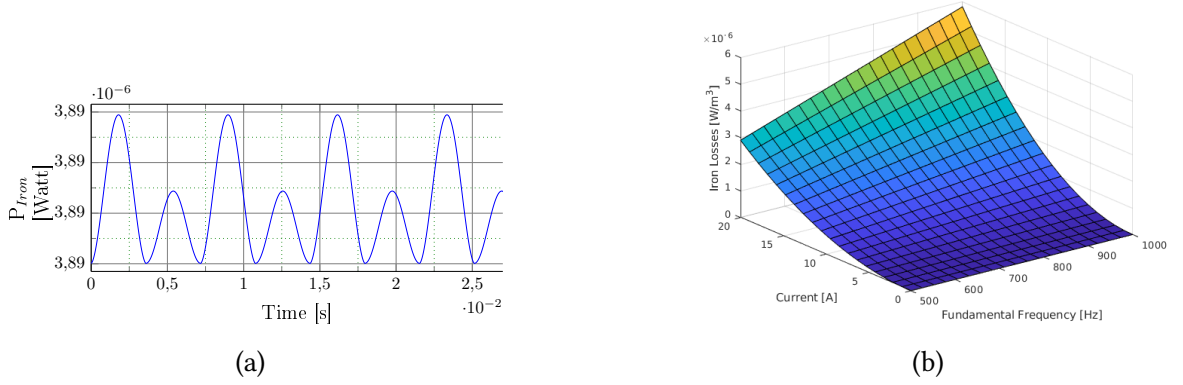 ·10⁻⁶
3,89
3,89
3,89
3,89
P_Iron
[Watt]
0 0,5 1 1,5 2 2,5
·10⁻²
Time [s]
(a)
×10⁻⁶
6
5
4
3
2
1
0
Iron Losses [W/m³]
20
15
10
5
0
Current [A]
500
600
700
800
900
1000
Fundamental Frequency [Hz]
(b)